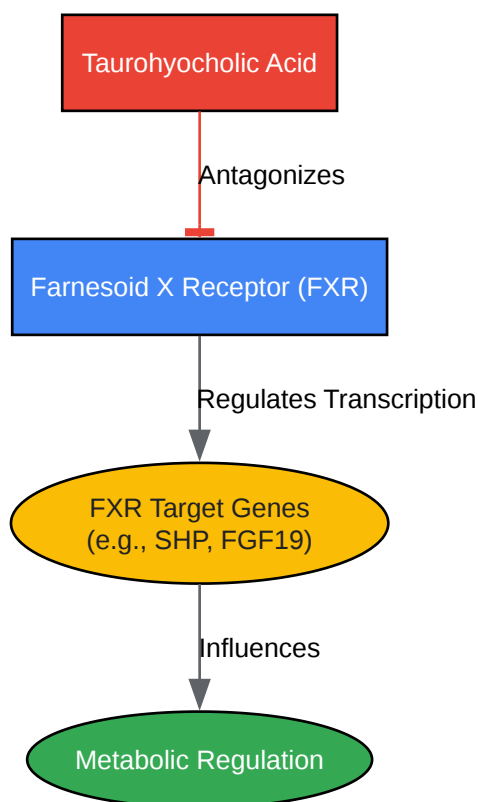 Taurohyocholic Acid
Antagonizes
Farnesoid X Receptor (FXR)
Regulates Transcription
FXR Target Genes
(e.g., SHP, FGF19)
Influences
Metabolic Regulation